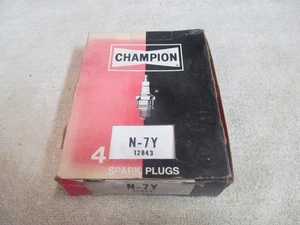 CHAMPION
N-7Y
12843
4
SPARK PLUGS
N-7Y